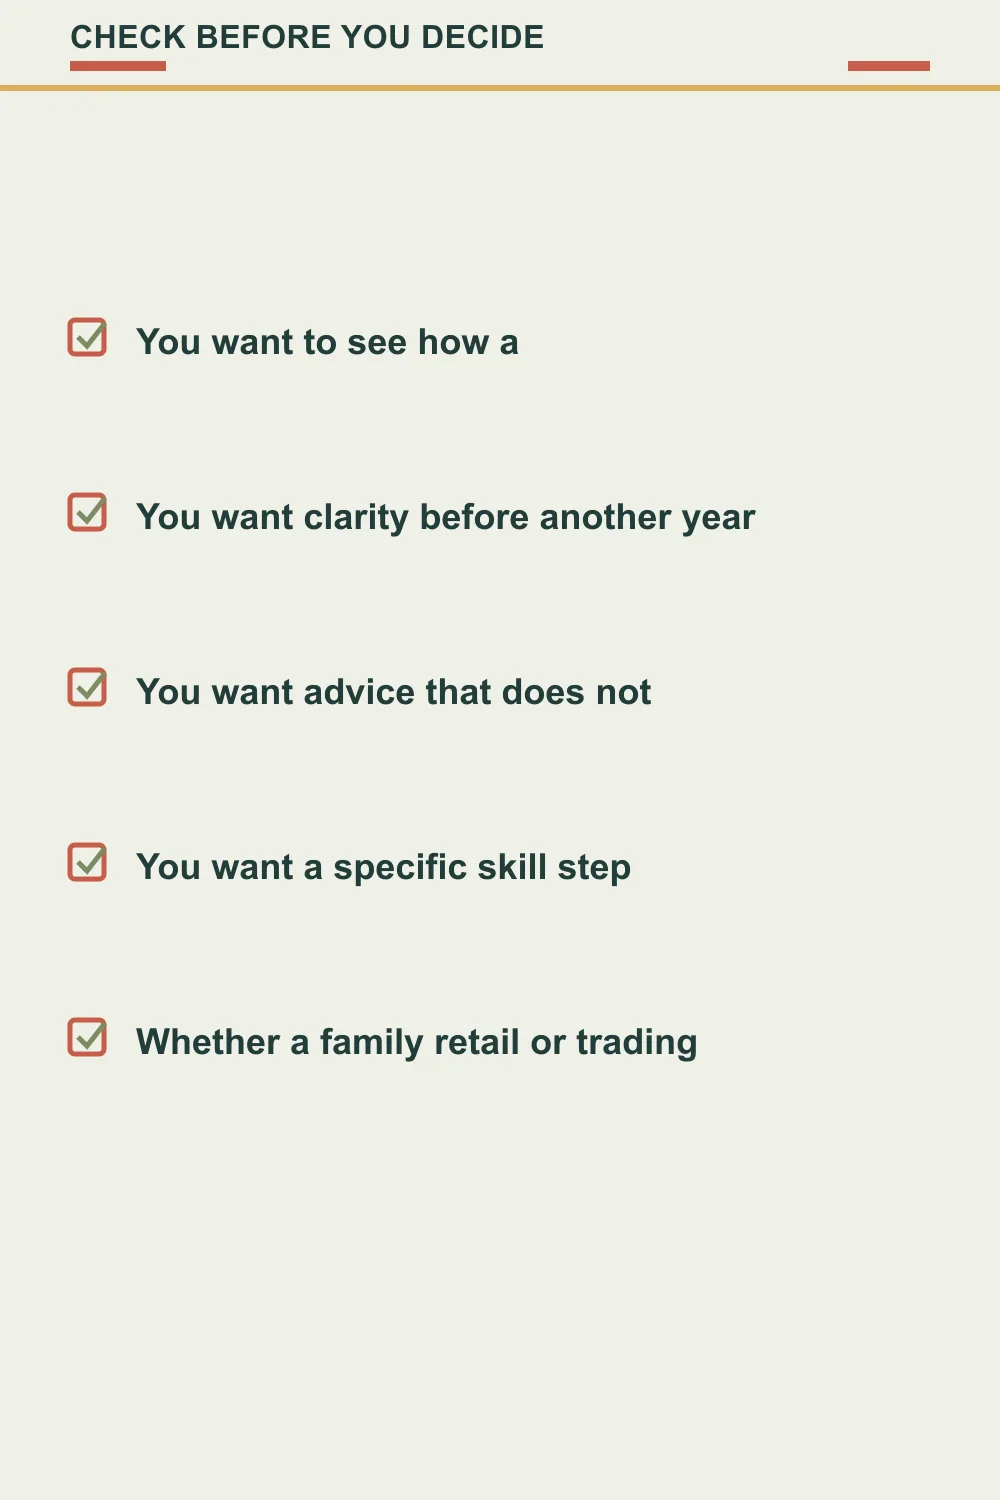 CHECK BEFORE YOU DECIDE
You want to see how a
You want clarity before another year
You want advice that does not
You want a specific skill step
Whether a family retail or trading